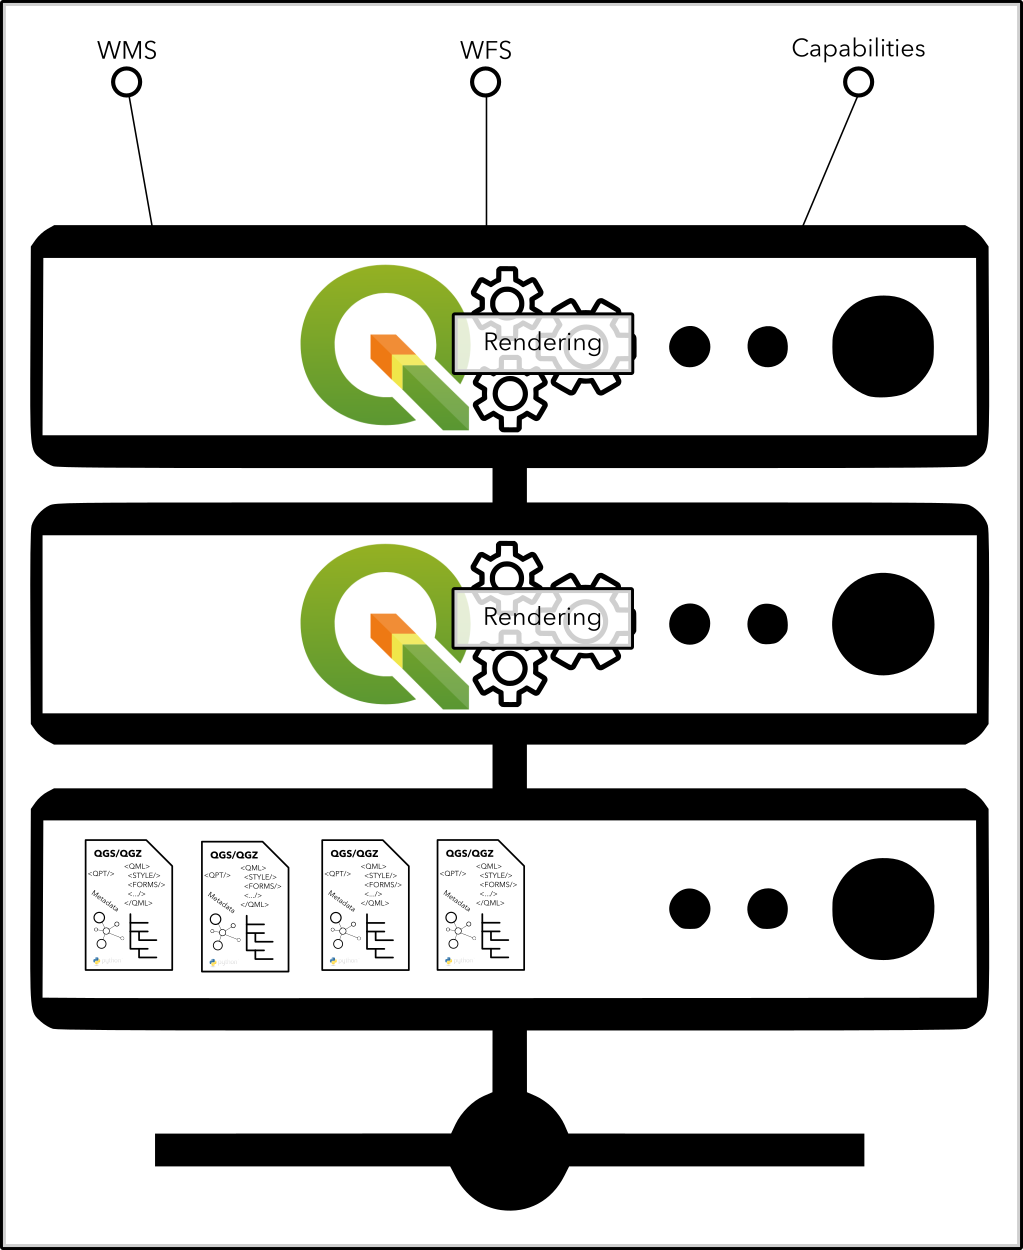 WMS
WFS
Capabilities
Rendering
Rendering
QGS/QGZ
<QML>
<QPT/>
<STYLE/>
<FORMS/>
<.../>
</QML>
Metadata
python
QGS/QGZ
<QML>
<QPT/>
<STYLE/>
<FORMS/>
<.../>
</QML>
Metadata
python
QGS/QGZ
<QML>
<QPT/>
<STYLE/>
<FORMS/>
<.../>
</QML>
Metadata
python
QGS/QGZ
<QML>
<QPT/>
<STYLE/>
<FORMS/>
<.../>
</QML>
Metadata
python